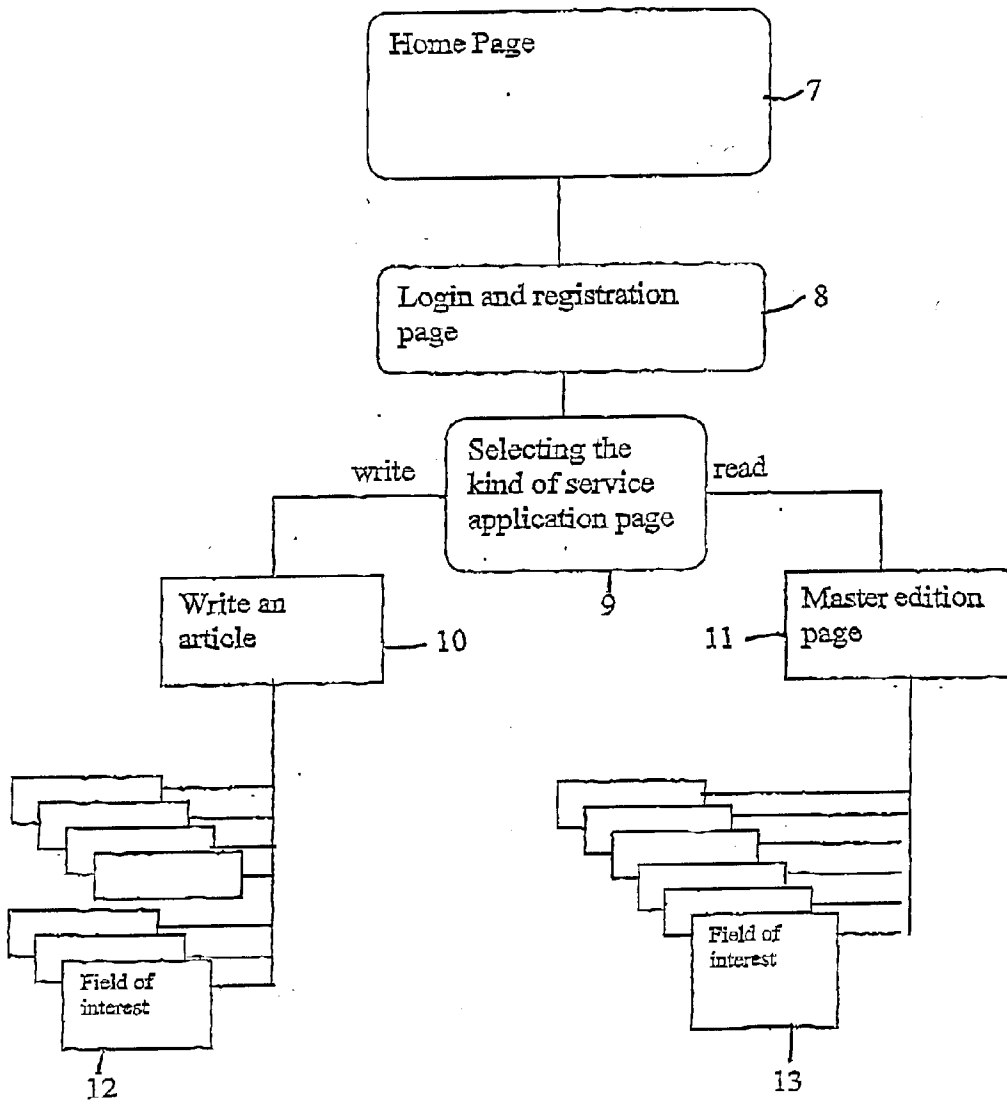 Home Page
7
Login and registration
page
8
Selecting the
kind of service
application page
write
read
9
Write an
article
10
11
Master edition
page
Field of
interest
12
Field of
interest
13